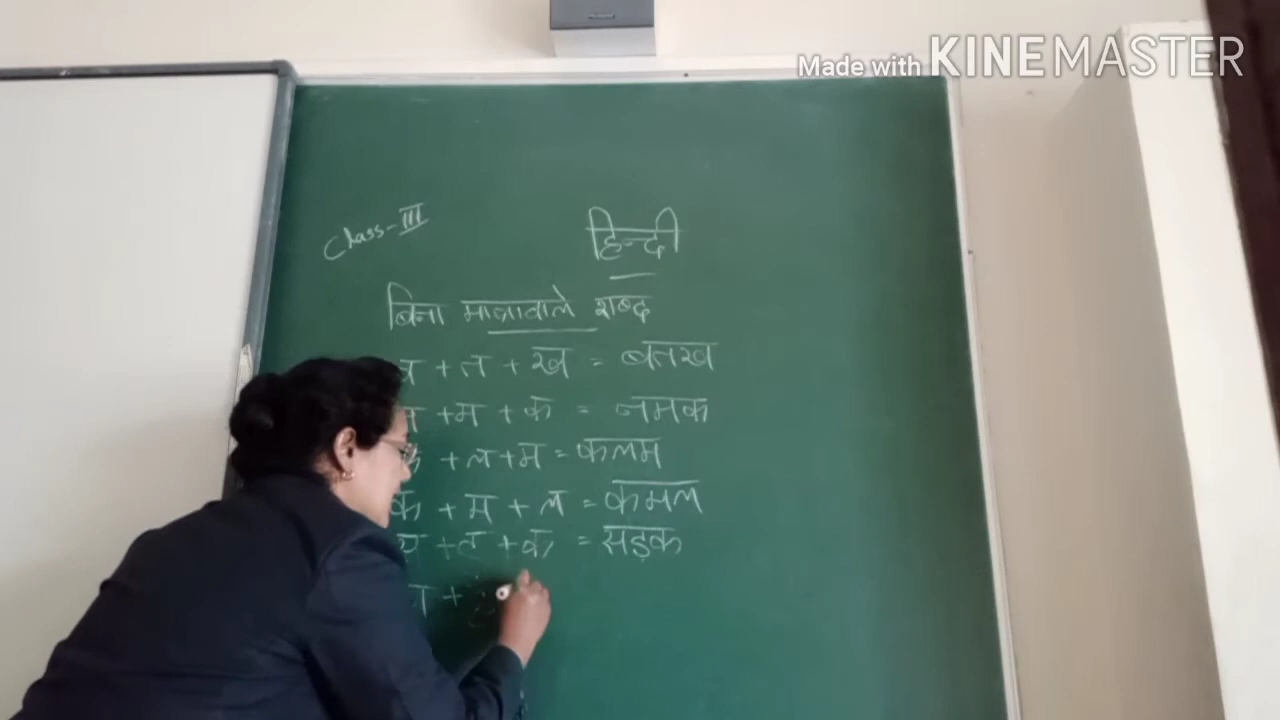 Made with KINEMASTER
Class-III
हिन्दी
बिना मात्रावाले शब्द
+ त + ख = बतख
+ म + क = नमक
+ ल + म = कलम
क + म + ल = कमल
+ + क = सड़क
+